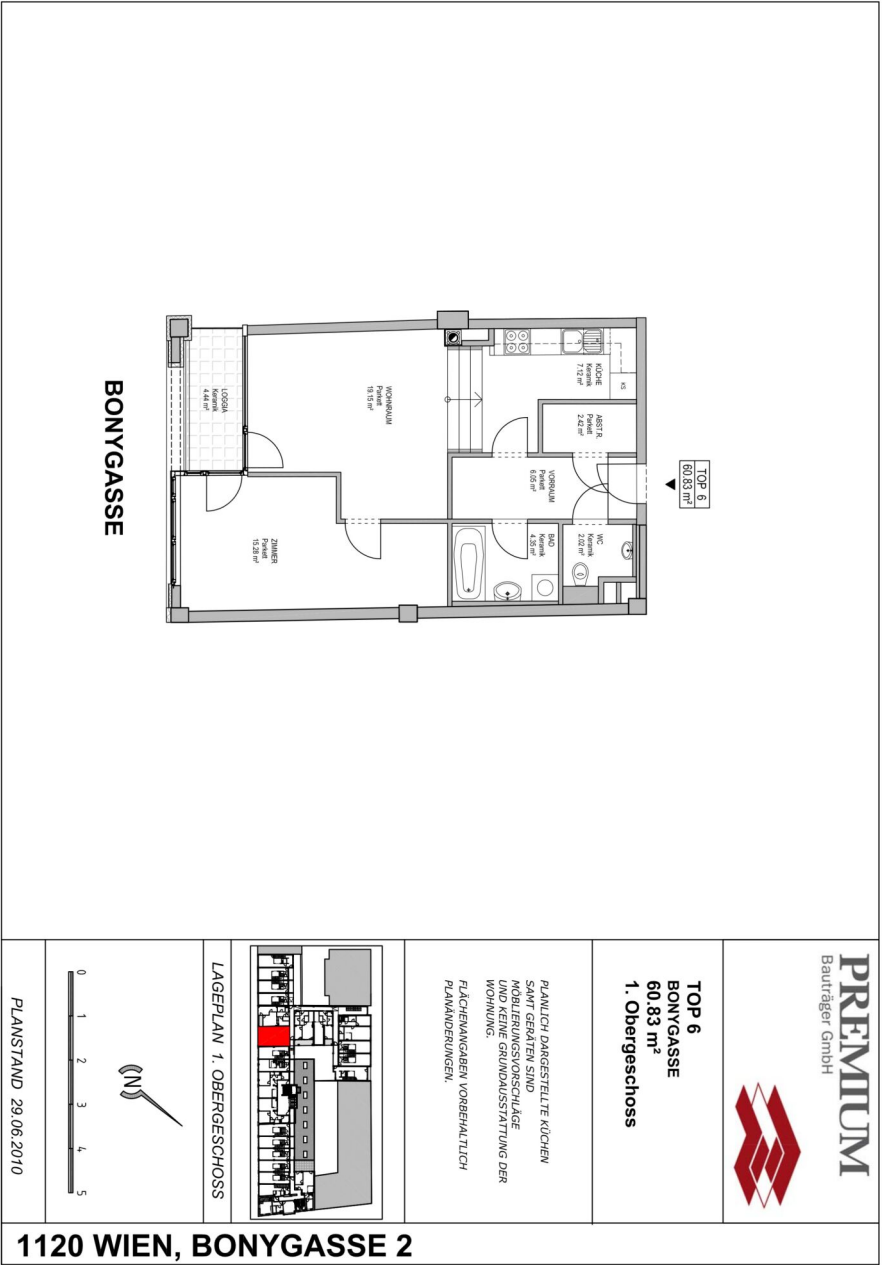 TOP 6
60.83 m²
KÜCHE
Keramik
7.12 m²
KS
ABST.R.
Parkett
2.42 m²
VORRAUM
Parkett
6.05 m²
WC
Keramik
2.02 m²
BAD
Keramik
4.35 m²
WOHNRAUM
Parkett
19.15 m²
ZIMMER
Parkett
15.28 m²
LOGGIA
Keramik
4.44 m²
BONYGASSE
PREMIUM
Bauträger GmbH
TOP 6
BONYGASSE
60.83 m²
1. Obergeschoss
PLANLICH DARGESTELLTE KÜCHEN
SAMT GERÄTEN SIND
MÖBLIERUNGSVORSCHLÄGE
UND KEINE GRUNDAUSSTATTUNG DER
WOHNUNG.
FLÄCHENANGABEN VORBEHALTLICH
PLANÄNDERUNGEN.
LAGEPLAN 1. OBERGESCHOSS
N
0 1 2 3 4 5
PLANSTAND 29.06.2010
1120 WIEN, BONYGASSE 2